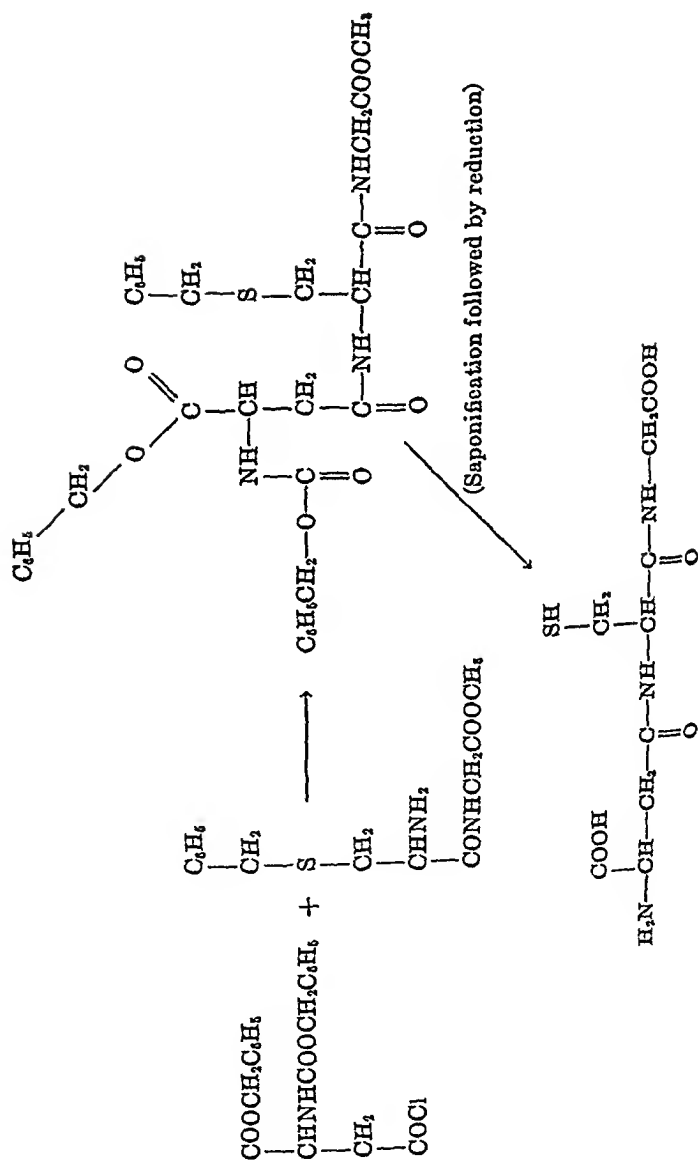 C₆H₅
CH₂
O O C₆H₅
C₆H₅ C CH₂
COOCH₂C₆H₅ CH₂ NH—CH S
CHNHCOOCH₂C₆H₅ + S → C₆H₅CH₂—O—C CH₂ CH₂
CH₂ CH₂ O C—NH—CH—C—NHCH₂COOCH₃
COCl CHNH₂ O O
CONHCH₂COOCH₃ (Saponification followed by reduction)
SH
COOH CH₂
H₂N—CH—CH₂—C—NH—CH—C—NH—CH₂COOH
O O